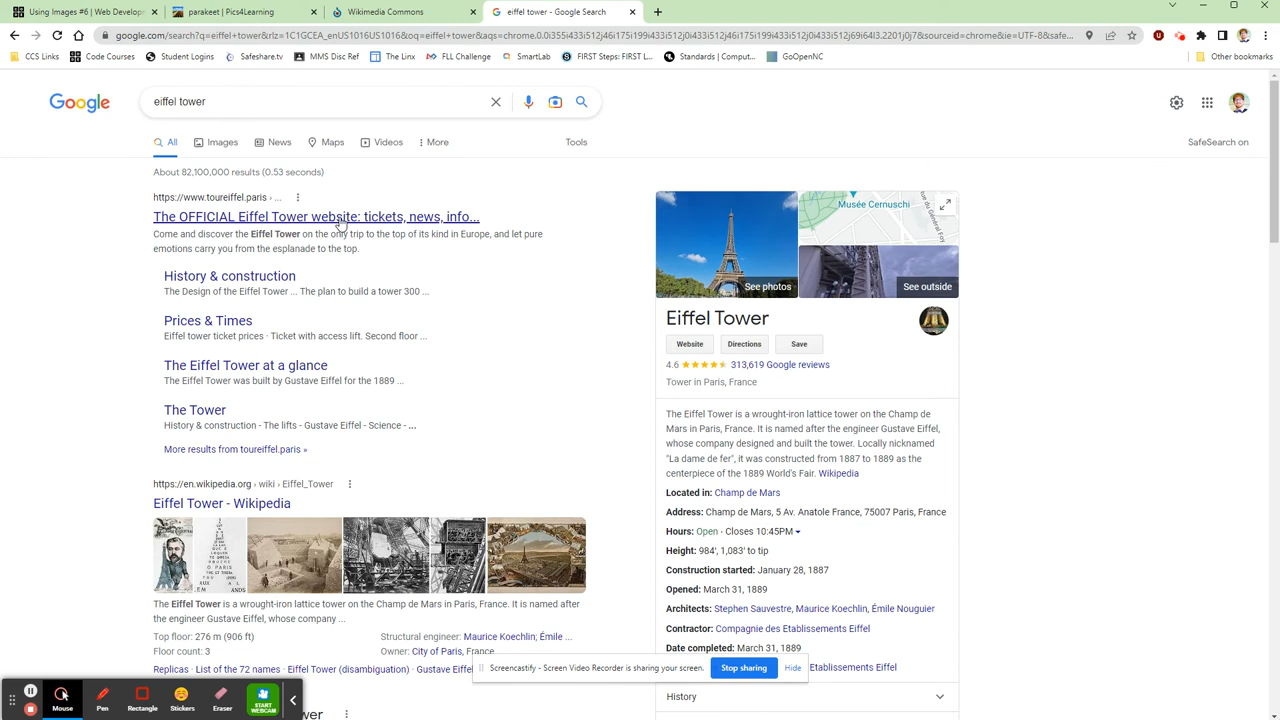 Using Images #6 | Web Develop
parakeet | Pics4Learning
Wikimedia Commons
eiffel tower - Google Search
google.com/search?q=eiffel+tower&rlz=1C1GCEA_enUS1016US1016&oq=eiffel+tower&aqs=chrome.0.0i355i433i512j46i175i199i433i512j0i433i512j46i175i199i433i512j46i175i199i433i512j69i64l3.2201j0j7&sourceid=chrome&ie=UTF-8&safe...
CCS Links
Code Courses
Student Logins
Safeshare.tv
MMS Disc Ref
The Linx
FLL Challenge
SmartLab
FIRST Steps: FIRST L...
Standards | Comput...
GoOpenNC
Other bookmarks
Google
eiffel tower
All
Images
News
Maps
Videos
More
Tools
SafeSearch on
About 82,100,000 results (0.53 seconds)
https://www.toureiffel.paris › ...
The OFFICIAL Eiffel Tower website: tickets, news, info...
Come and discover the Eiffel Tower on the only trip to the top of its kind in Europe, and let pure
emotions carry you from the esplanade to the top.
History & construction
The Design of the Eiffel Tower ... The plan to build a tower 300 ...
Prices & Times
Eiffel tower ticket prices · Ticket with access lift. Second floor ...
The Eiffel Tower at a glance
The Eiffel Tower was built by Gustave Eiffel for the 1889 ...
The Tower
History & construction - The lifts - Gustave Eiffel - Science - ...
More results from toureiffel.paris »
https://en.wikipedia.org › wiki › Eiffel_Tower
Eiffel Tower - Wikipedia
The Eiffel Tower is a wrought-iron lattice tower on the Champ de Mars in Paris, France. It is named after
the engineer Gustave Eiffel, whose company ...
Top floor: 276 m (906 ft)
Structural engineer: Maurice Koechlin; Émile ...
Floor count: 3
Owner: City of Paris, France
Replicas · List of the 72 names · Eiffel Tower (disambiguation) · Gustave Eiffel
Musée Cernuschi
See photos
See outside
Eiffel Tower
Website
Directions
Save
4.6
313,619 Google reviews
Tower in Paris, France
The Eiffel Tower is a wrought-iron lattice tower on the Champ de
Mars in Paris, France. It is named after the engineer Gustave Eiffel,
whose company designed and built the tower. Locally nicknamed
"La dame de fer", it was constructed from 1887 to 1889 as the
centerpiece of the 1889 World's Fair. Wikipedia
Located in: Champ de Mars
Address: Champ de Mars, 5 Av. Anatole France, 75007 Paris, France
Hours: Open · Closes 10:45PM
Height: 984′, 1,083′ to tip
Construction started: January 28, 1887
Opened: March 31, 1889
Architects: Stephen Sauvestre, Maurice Koechlin, Émile Nouguier
Contractor: Compagnie des Etablissements Eiffel
Date completed: March 31, 1889
Etablissements Eiffel
History
Screencastify - Screen Video Recorder is sharing your screen.
Stop sharing
Hide
Mouse
Pen
Rectangle
Stickers
Eraser
START
WEBCAM